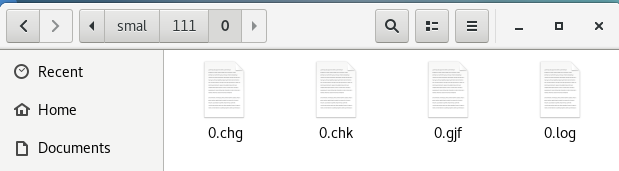 smal 111 0
Recent
Home
Documents
0.chg 0.chk 0.gjf 0.log